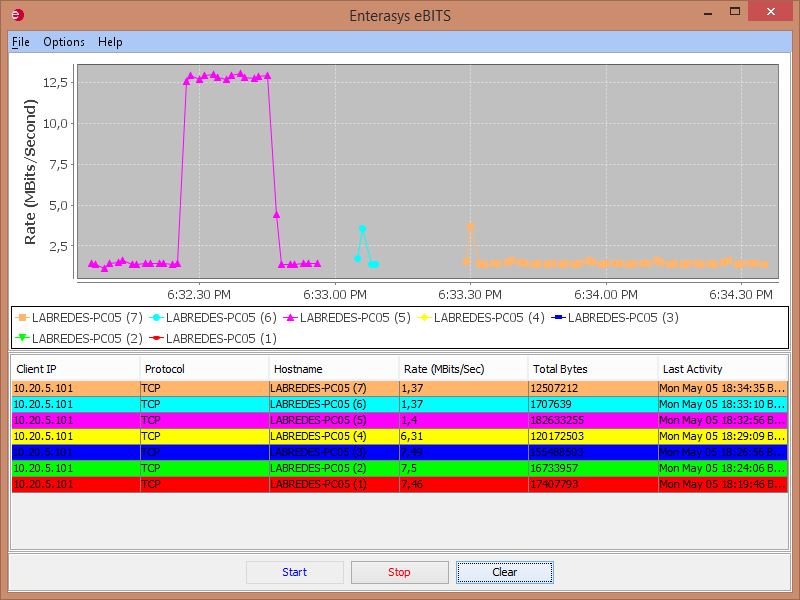 Enterasys eBITS
File Options Help
Rate (MBits/Second)
12,5
10,0
7,5
5,0
2,5
6:32.30 PM 6:33.00 PM 6:33.30 PM 6:34.00 PM 6:34.30 PM
LABREDES-PC05 (7) LABREDES-PC05 (6) LABREDES-PC05 (5) LABREDES-PC05 (4) LABREDES-PC05 (3)
LABREDES-PC05 (2) LABREDES-PC05 (1)
Client IP Protocol Hostname Rate (MBits/Sec) Total Bytes Last Activity
10.20.5.101 TCP LABREDES-PC05 (7) 1,37 12507212 Mon May 05 18:34:35 B...
10.20.5.101 TCP LABREDES-PC05 (6) 1,37 1707639 Mon May 05 18:33:10 B...
10.20.5.101 TCP LABREDES-PC05 (5) 1,4 182633255 Mon May 05 18:32:56 B...
10.20.5.101 TCP LABREDES-PC05 (4) 6,31 120172503 Mon May 05 18:29:09 B...
10.20.5.101 TCP LABREDES-PC05 (3) 7,49 Mon May 05 18:26:56 B...
10.20.5.101 TCP LABREDES-PC05 (2) 7,5 16733957 Mon May 05 18:24:06 B...
10.20.5.101 TCP LABREDES-PC05 (1) 7,46 17407793 Mon May 05 18:19:46 B...
Start Stop Clear